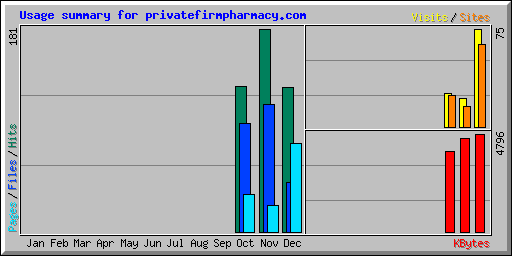 Usage summary for privatefirmpharmacy.com
Visits/Sites
181
75
4796
Pages/Files/Hits
Jan Feb Mar Apr May Jun Jul Aug Sep Oct Nov Dec
KBytes